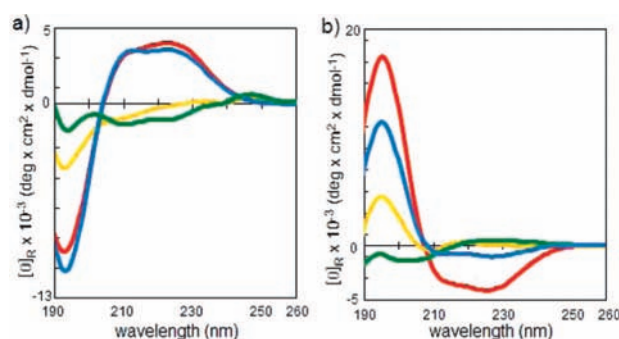 a)
5
0
-13
[θ]R x 10-3 (deg x cm2 x dmol-1)
190 210 230 250 260
wavelength (nm)
b)
20
0
-5
[θ]R x 10-3 (deg x cm2 x dmol-1)
190 210 230 250 260
wavelength (nm)